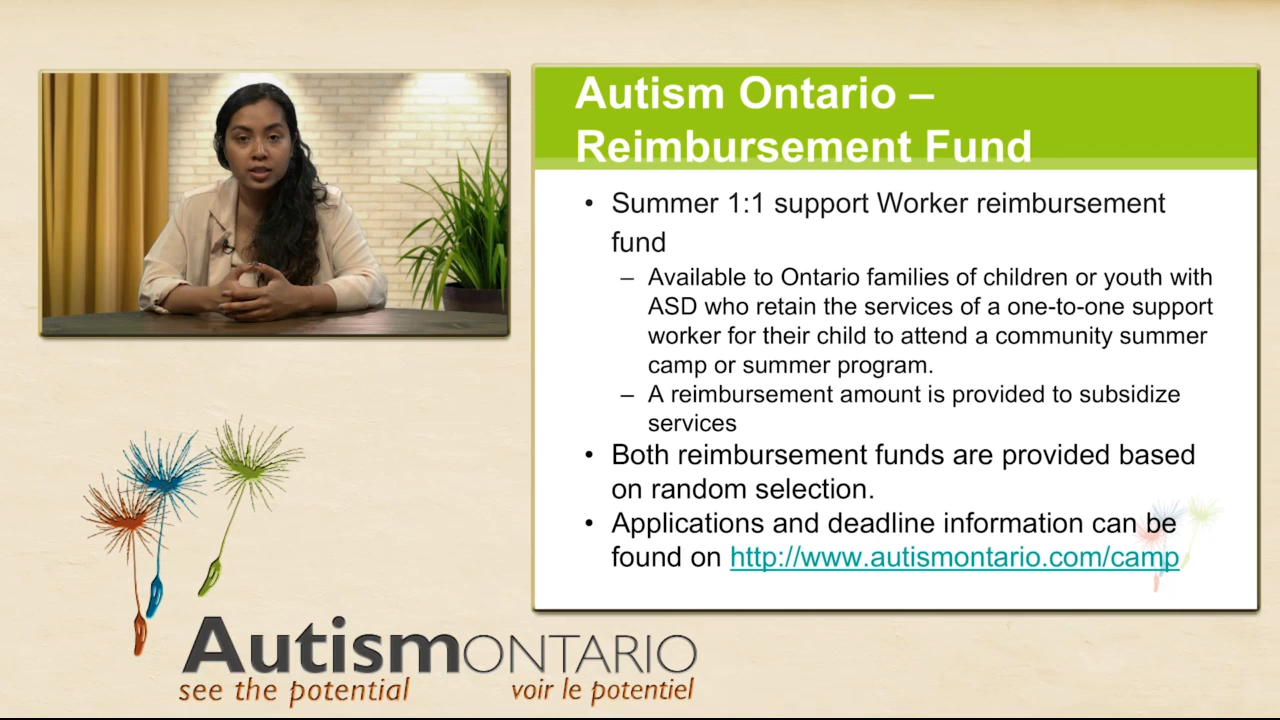 Autism Ontario –
Reimbursement Fund
• Summer 1:1 support Worker reimbursement
fund
– Available to Ontario families of children or youth with
ASD who retain the services of a one-to-one support
worker for their child to attend a community summer
camp or summer program.
– A reimbursement amount is provided to subsidize
services
• Both reimbursement funds are provided based
on random selection.
• Applications and deadline information can be
found on http://www.autismontario.com/camp
Autism ONTARIO
see the potential voir le potentiel